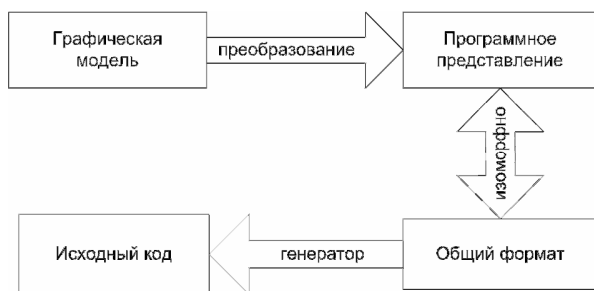 Графическая
модель
преобразование
Программное
представление
изоморфно
Исходный код
генератор
Общий формат